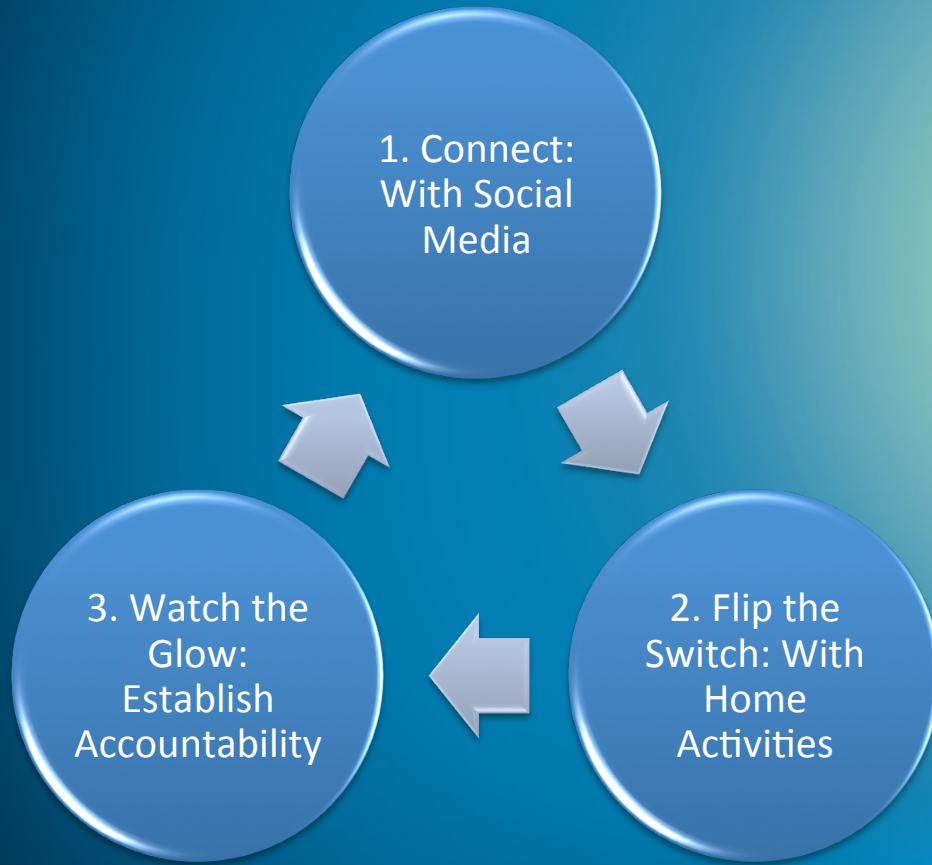 1. Connect:
With Social
Media
2. Flip the
Switch: With
Home
Activities
3. Watch the
Glow:
Establish
Accountability